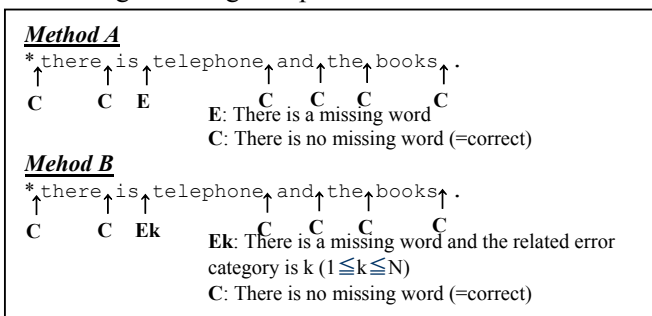 Method A
*there is telephone and the books .
C C E C C C C
E: There is a missing word
C: There is no missing word (=correct)
Mehod B
*there is telephone and the books .
C C Ek C C C C
Ek: There is a missing word and the related error
category is k (1≦k≦N)
C: There is no missing word (=correct)